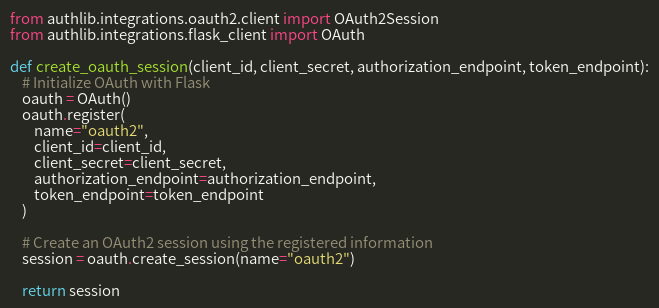 from authlib.integrations.oauth2.client import OAuth2Session
from authlib.integrations.flask_client import OAuth
def create_oauth_session(client_id, client_secret, authorization_endpoint, token_endpoint):
# Initialize OAuth with Flask
oauth = OAuth()
oauth.register(
name="oauth2",
client_id=client_id,
client_secret=client_secret,
authorization_endpoint=authorization_endpoint,
token_endpoint=token_endpoint
)
# Create an OAuth2 session using the registered information
session = oauth.create_session(name="oauth2")
return session